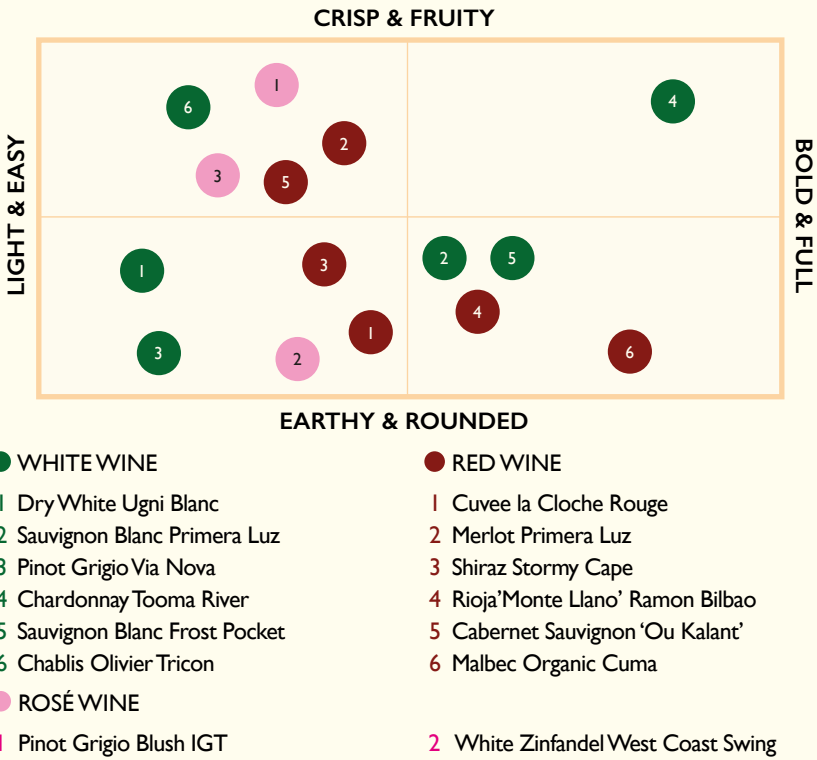 CRISP & FRUITY
1
6
4
2
3
5
LIGHT & EASY
BOLD & FULL
1
3
2
5
4
1
3
2
6
EARTHY & ROUNDED
WHITE WINE
RED WINE
1 Dry White Ugni Blanc
1 Cuvee la Cloche Rouge
2 Sauvignon Blanc Primera Luz
2 Merlot Primera Luz
3 Pinot Grigio Via Nova
3 Shiraz Stormy Cape
4 Chardonnay Tooma River
4 Rioja’Monte Llano’ Ramon Bilbao
5 Sauvignon Blanc Frost Pocket
5 Cabernet Sauvignon ‘Ou Kalant’
6 Chablis Olivier Tricon
6 Malbec Organic Cuma
ROSÉ WINE
1 Pinot Grigio Blush IGT
2 White Zinfandel West Coast Swing